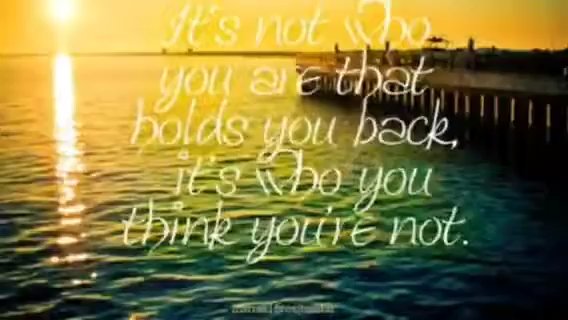 It's not who
you are that
holds you back,
it's who you
think you're not.